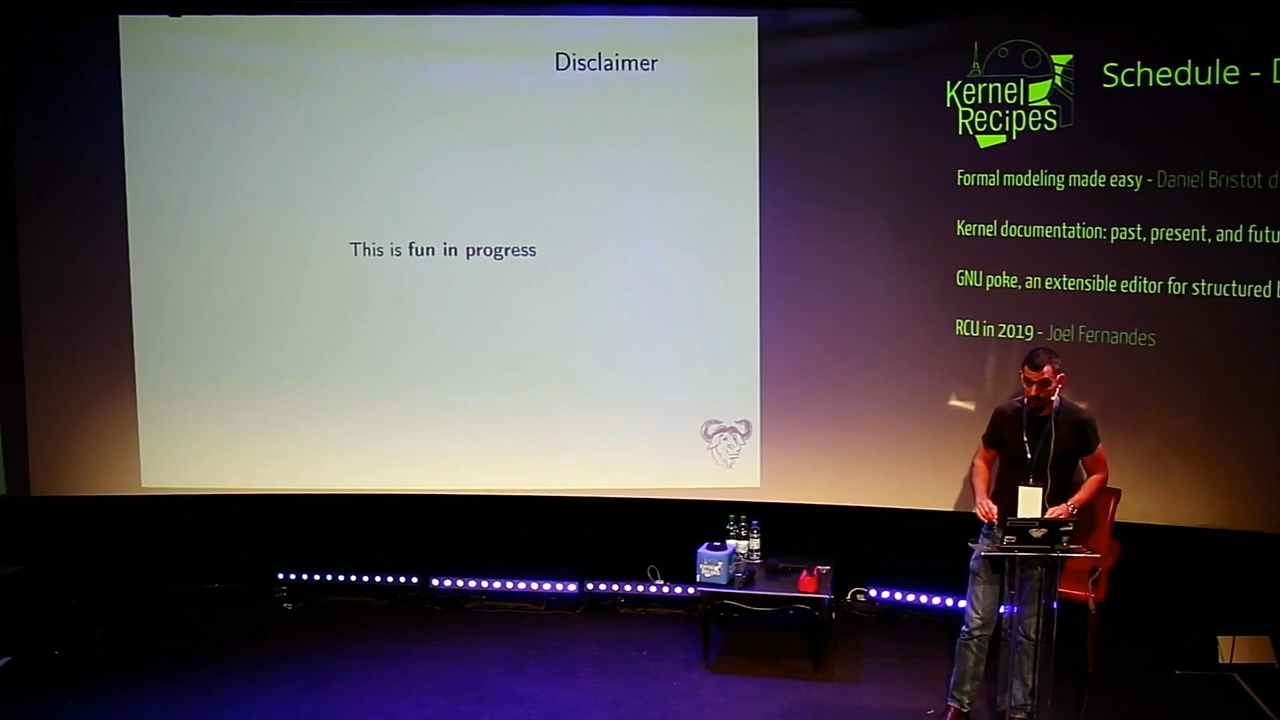 Disclaimer
This is fun in progress
Kernel
Recipes
Schedule -
Formal modeling made easy - Daniel Bristot d
Kernel documentation: past, present, and futu
GNU poke, an extensible editor for structured
RCU in 2019 - Joel Fernandes